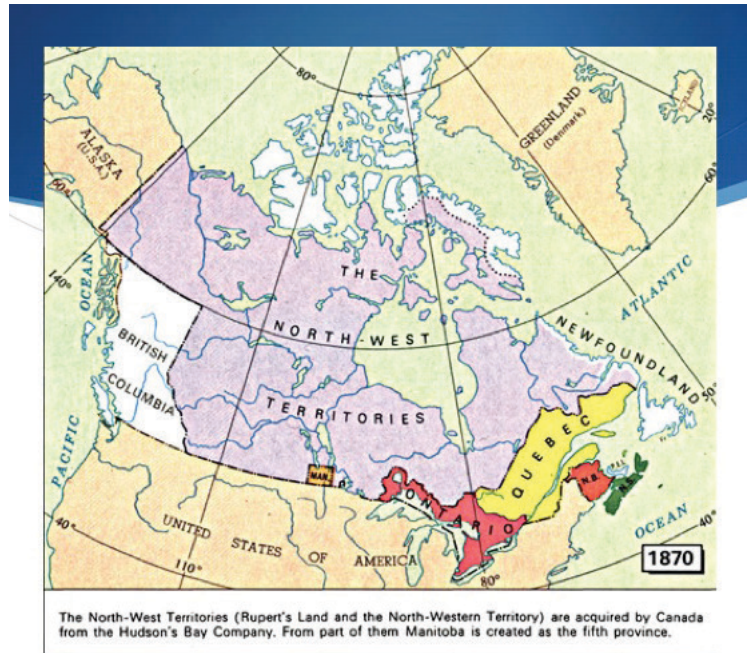 80°
ICELAND
20°
GREENLAND
(Denmark)
ALASKA
(U.S.A.)
60°
60°
140°
OCEAN
PACIFIC
ATLANTIC
THE
NORTH-WEST
TERRITORIES
NEWFOUNDLAND
50°
BRITISH
COLUMBIA
MAN.
ONTARIO
QUEBEC
N.B.
N.S.
OCEAN
40°
40°
UNITED STATES OF AMERICA
110°
80°
1870
The North-West Territories (Rupert's Land and the North-Western Territory) are acquired by Canada
from the Hudson's Bay Company. From part of them Manitoba is created as the fifth province.